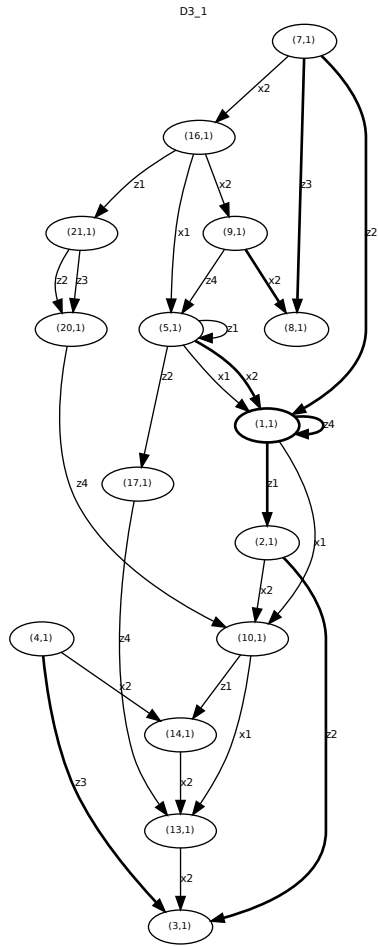 D3_1
(7,1)
x2
(16,1)
z1
x2
z3
x1
z2
(21,1)
(9,1)
z2
z3
z4
x2
(20,1)
(5,1)
z1
(8,1)
z2
x1
x2
(1,1)
z4
z4
(17,1)
z1
x1
(2,1)
x2
(4,1)
z4
(10,1)
x2
z1
(14,1)
x1
z2
z3
x2
(13,1)
x2
(3,1)